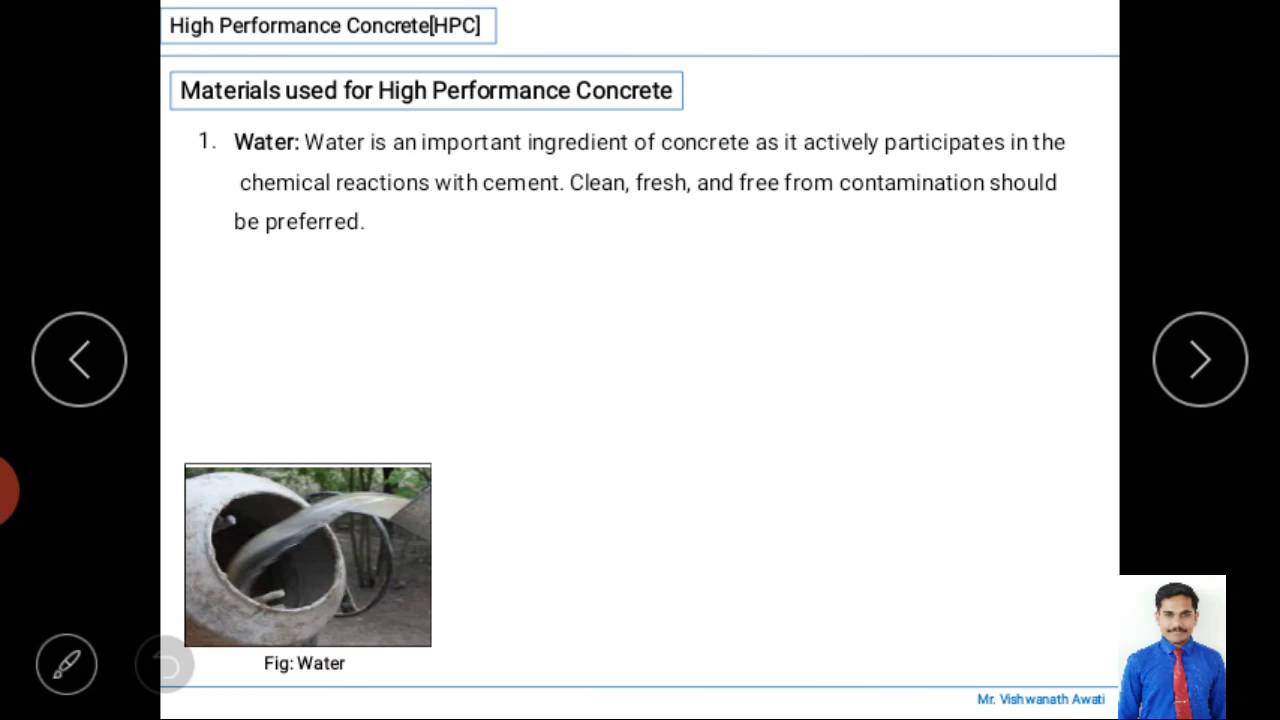 High Performance Concrete[HPC]
Materials used for High Performance Concrete
1. Water: Water is an important ingredient of concrete as it actively participates in the
chemical reactions with cement. Clean, fresh, and free from contamination should
be preferred.
Fig: Water
Mr. Vishwanath Awati